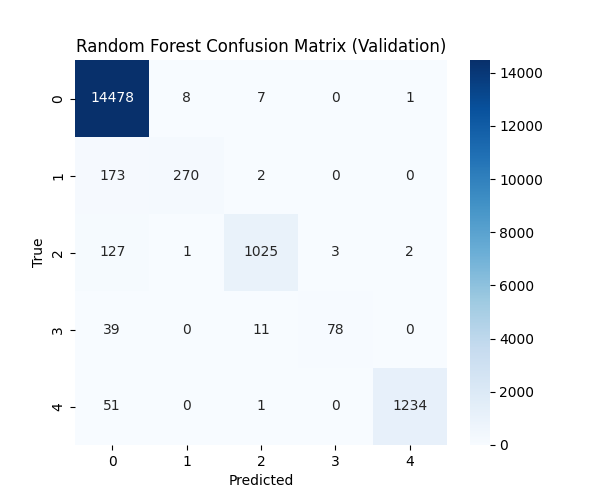 Random Forest Confusion Matrix (Validation)
14478 8 7 0 1
173 270 2 0 0
127 1 1025 3 2
39 0 11 78 0
51 0 1 0 1234
0
1
2
3
4
True
0 1 2 3 4
Predicted
14000
12000
10000
8000
6000
4000
2000
0